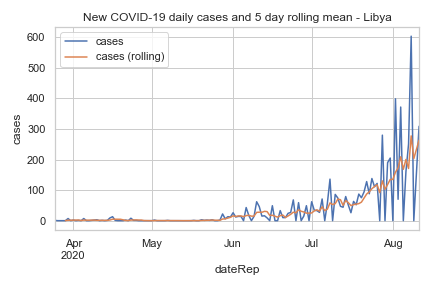 New COVID-19 daily cases and 5 day rolling mean - Libya
cases
cases (rolling)
600
500
400
300
200
100
0
cases
Apr
2020
May
Jun
Jul
Aug
dateRep